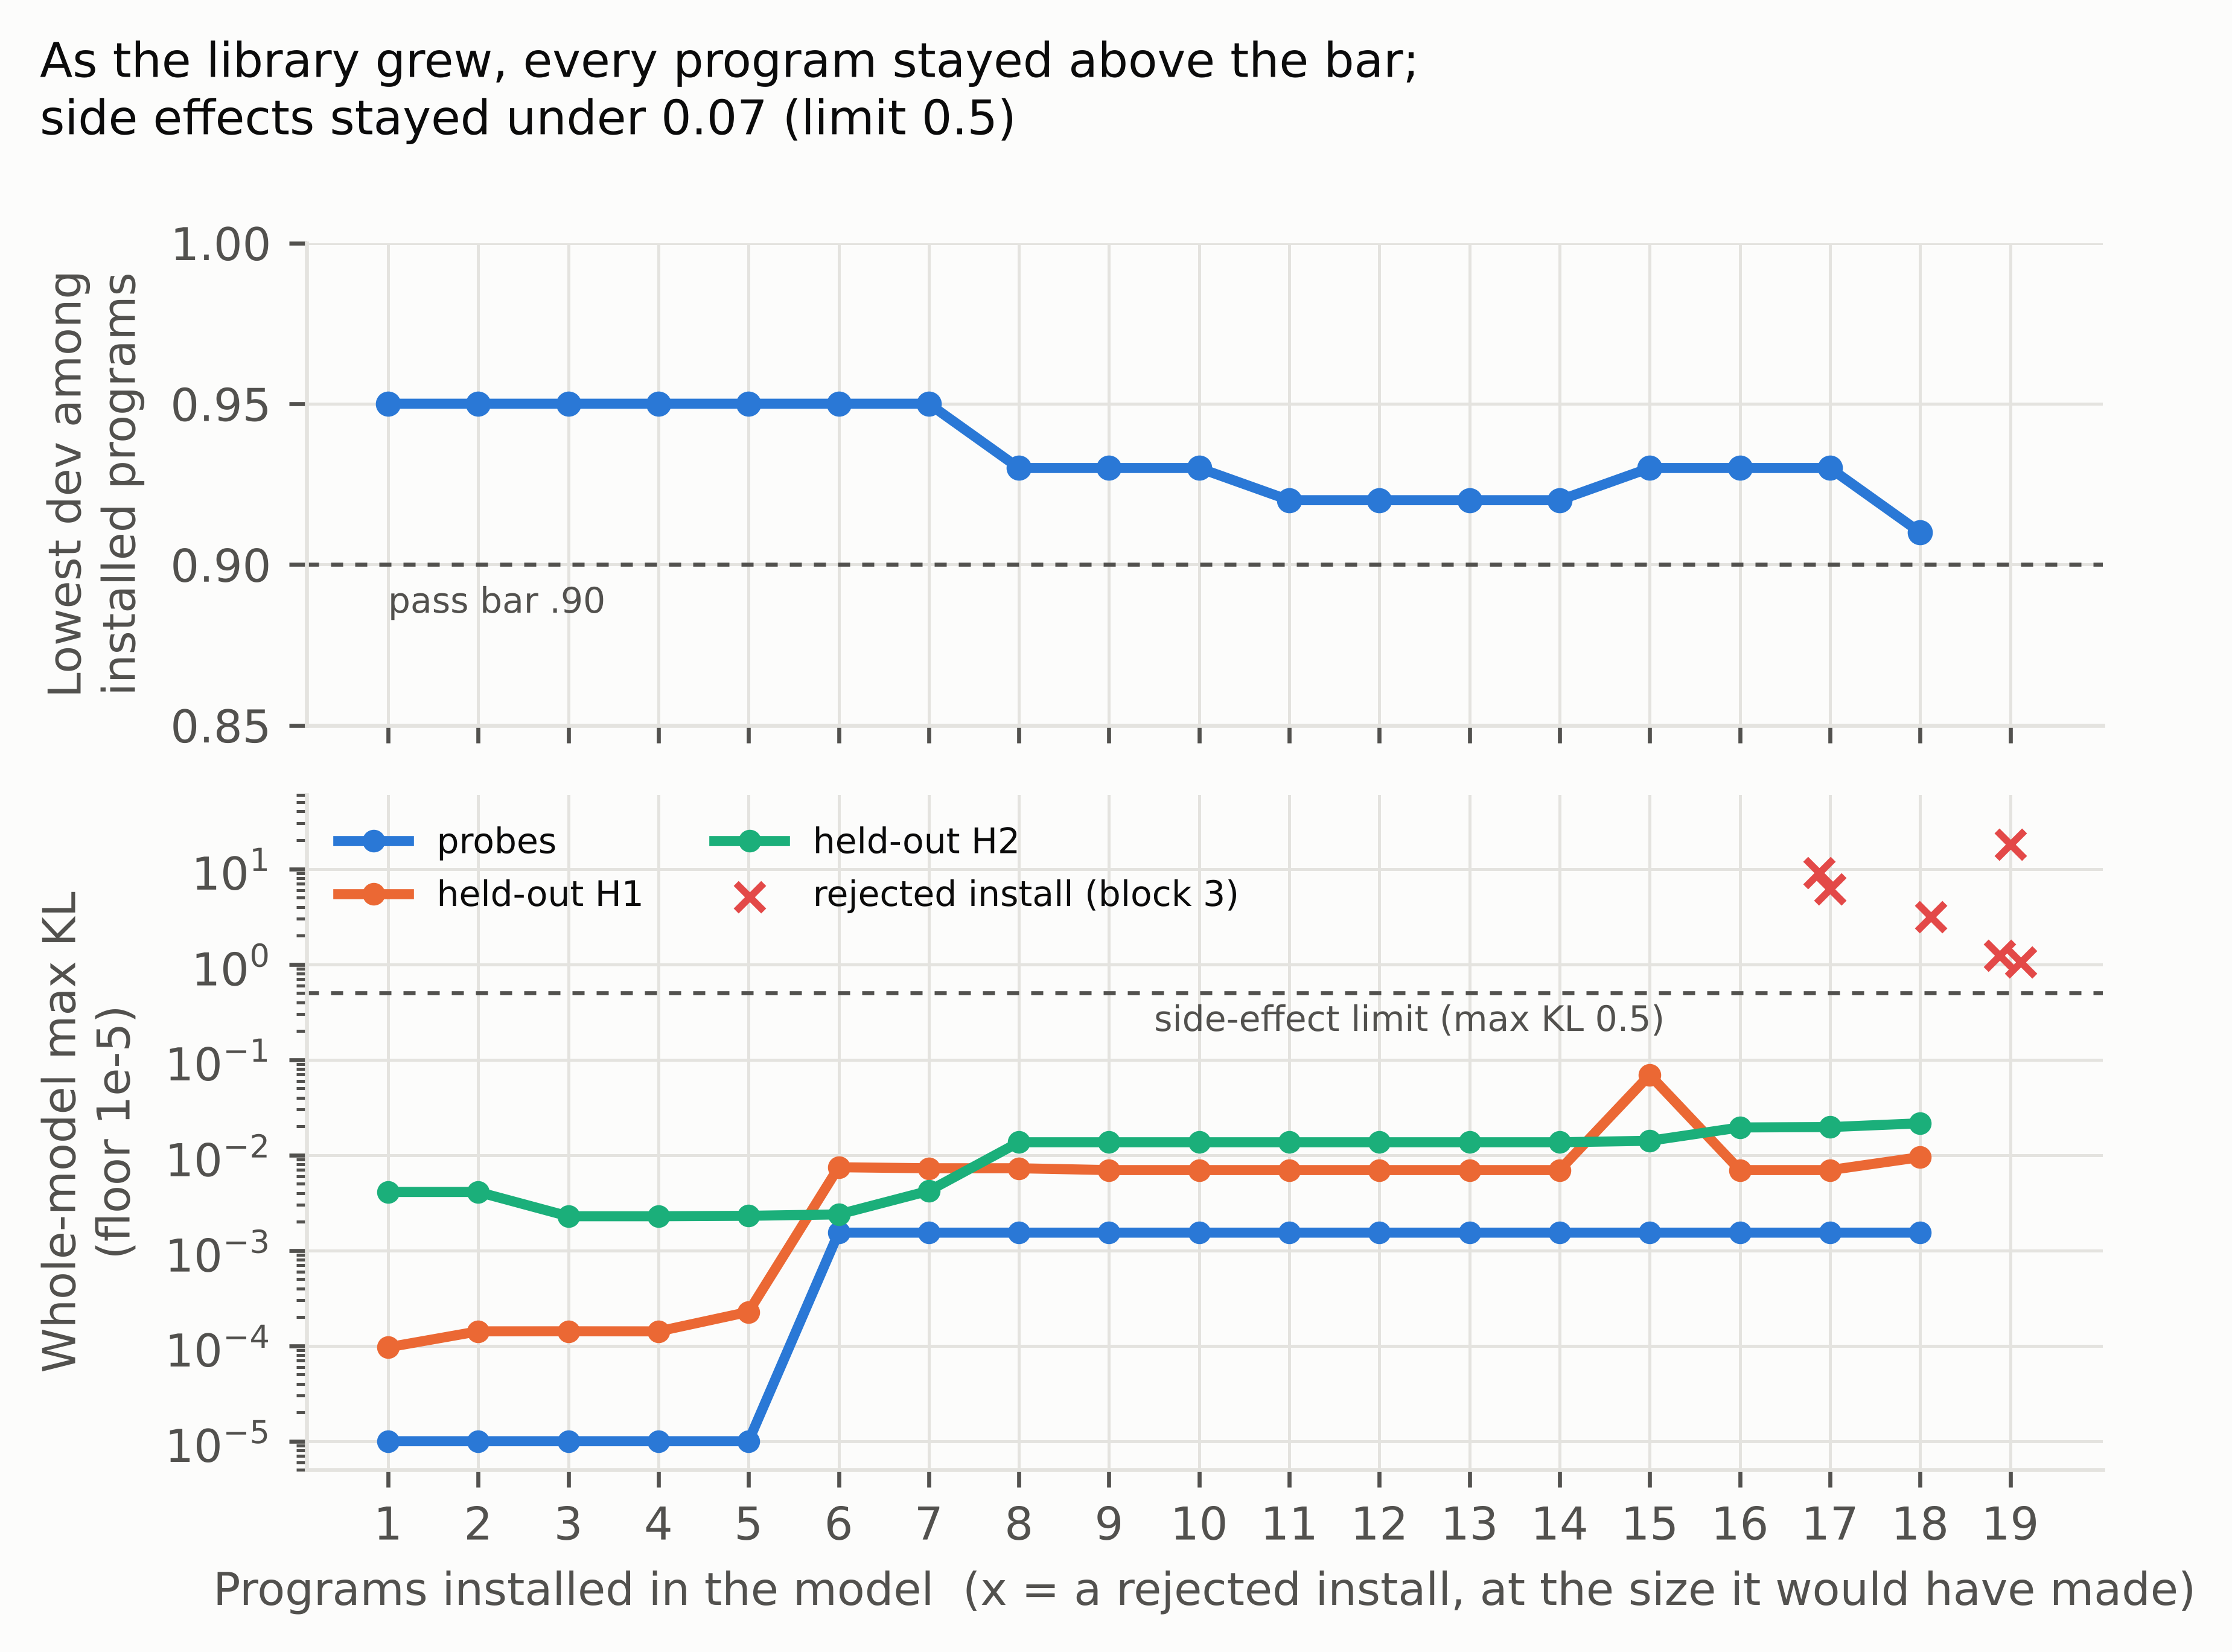 As the library grew, every program stayed above the bar;
side effects stayed under 0.07 (limit 0.5)
Lowest dev among
installed programs
1.00
0.95
0.90
0.85
pass bar .90
Whole-model max KL
(floor 1e-5)
10¹
10⁰
10⁻¹
10⁻²
10⁻³
10⁻⁴
10⁻⁵
probes
held-out H1
held-out H2
rejected install (block 3)
side-effect limit (max KL 0.5)
1 2 3 4 5 6 7 8 9 10 11 12 13 14 15 16 17 18 19
Programs installed in the model (x = a rejected install, at the size it would have made)